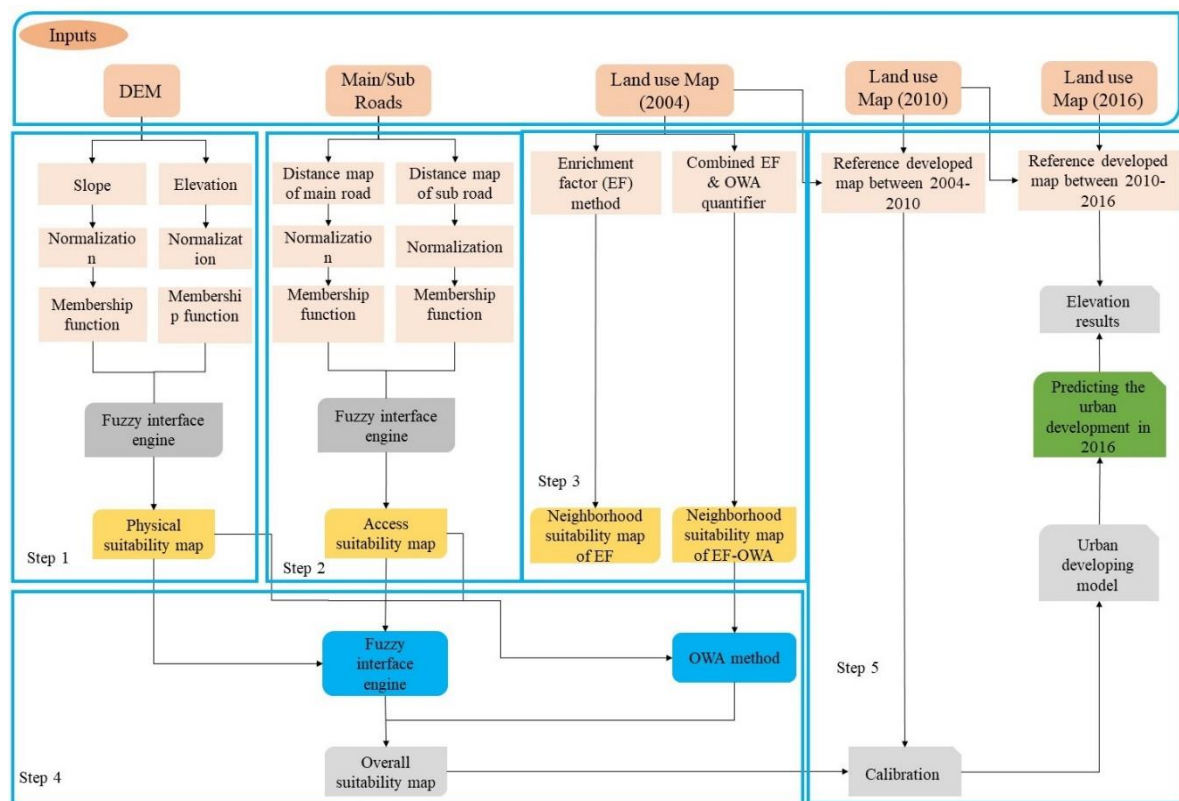 Inputs
DEM
Main/Sub
Roads
Land use Map
(2004)
Land use
Map (2010)
Land use
Map (2016)
Slope
Elevation
Normalizatio
n
Normalizat
ion
Membership
function
Membershi
p function
Fuzzy interface
engine
Physical
suitability map
Step 1
Distance map
of main road
Distance map
of sub road
Normalizatio
n
Normalization
Membership
function
Membership
function
Fuzzy interface
engine
Access
suitability map
Step 2
Enrichment
factor (EF)
method
Combined EF
& OWA
quantifier
Step 3
Neighborhood
suitability map
of EF
Neighborhood
suitability map
of EF-OWA
Fuzzy
interface
engine
OWA method
Overall
suitability map
Step 4
Reference developed
map between 2004-
2010
Reference developed
map between 2010-
2016
Elevation
results
Predicting the
urban
development in
2016
Urban
developing
model
Step 5
Calibration